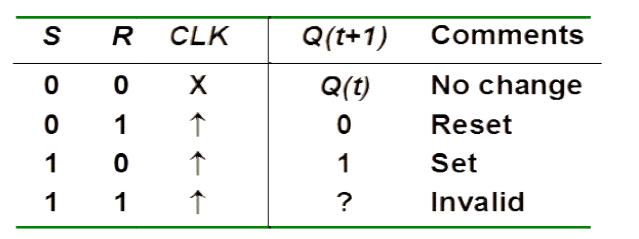 S R CLK Q(t+1) Comments
0 0 X Q(t) No change
0 1 ↑ 0 Reset
1 0 ↑ 1 Set
1 1 ↑ ? Invalid